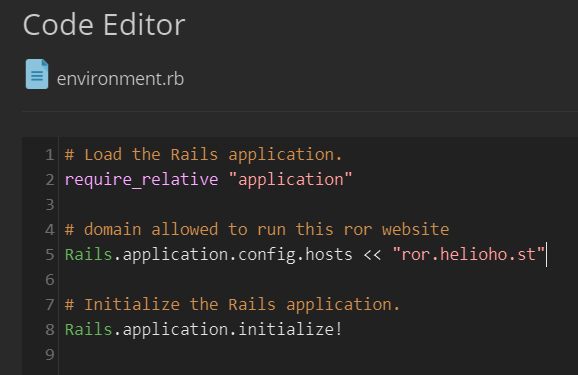 Code Editor
environment.rb
1 # Load the Rails application.
2 require_relative "application"
3
4 # domain allowed to run this ror website
5 Rails.application.config.hosts << "ror.helioho.st"
6
7 # Initialize the Rails application.
8 Rails.application.initialize!
9